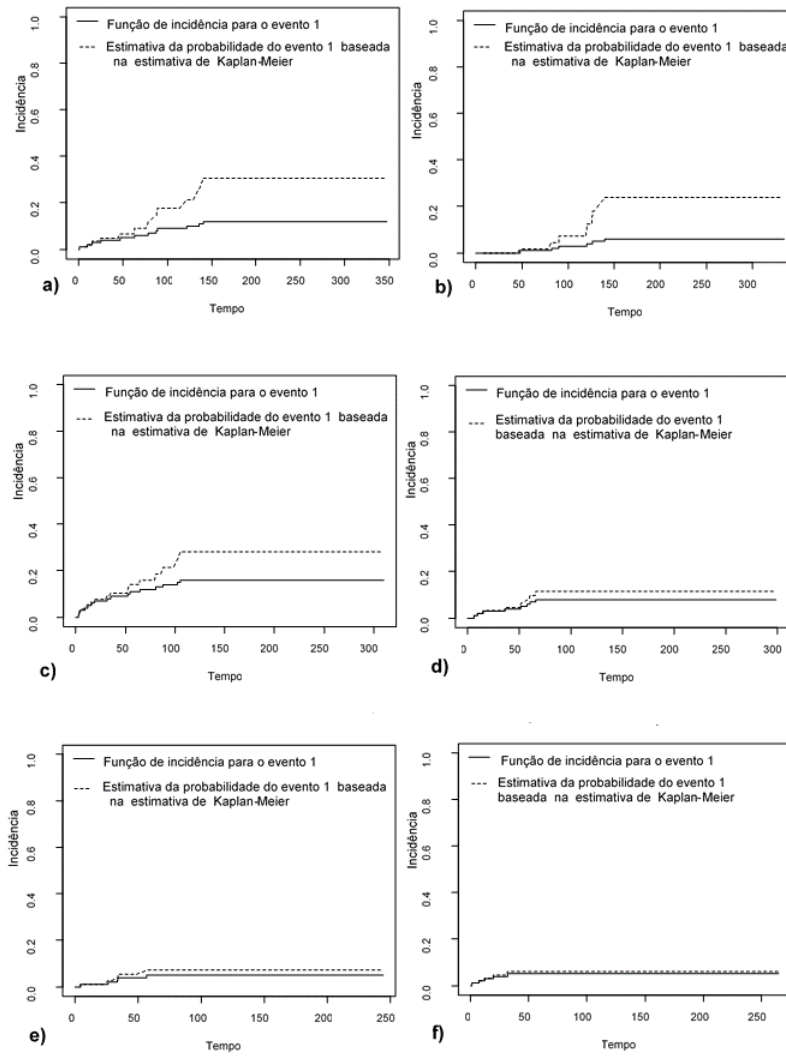 Função de incidência para o evento 1
Estimativa da probabilidade do evento 1 baseada
na estimativa de Kaplan-Meier
Incidência
1.0
0.8
0.6
0.4
0.2
0.0
0 50 100 150 200 250 300 350
Tempo
a)
Função de incidência para o evento 1
Estimativa da probabilidade do evento 1 baseada
na estimativa de Kaplan-Meier
Incidência
1.0
0.8
0.6
0.4
0.2
0.0
0 50 100 150 200 250 300
Tempo
b)
Função de incidência para o evento 1
Estimativa da probabilidade do evento 1 baseada
na estimativa de Kaplan-Meier
Incidência
1.0
0.8
0.6
0.4
0.2
0.0
0 50 100 150 200 250 300
Tempo
c)
Função de incidência para o evento 1
Estimativa da probabilidade do evento 1
baseada na estimativa de Kaplan-Meier
Incidência
1.0
0.8
0.6
0.4
0.2
0.0
0 50 100 150 200 250 300
Tempo
d)
Função de incidência para o evento 1
Estimativa da probabilidade do evento 1 baseada
na estimativa de Kaplan-Meier
Incidência
1.0
0.8
0.6
0.4
0.2
0.0
0 50 100 150 200 250
Tempo
e)
Função de incidência para o evento 1
Estimativa da probabilidade do evento 1
baseada na estimativa de Kaplan-Meier
Incidência
1.0
0.8
0.6
0.4
0.2
0.0
0 50 100 150 200 250
Tempo
f)